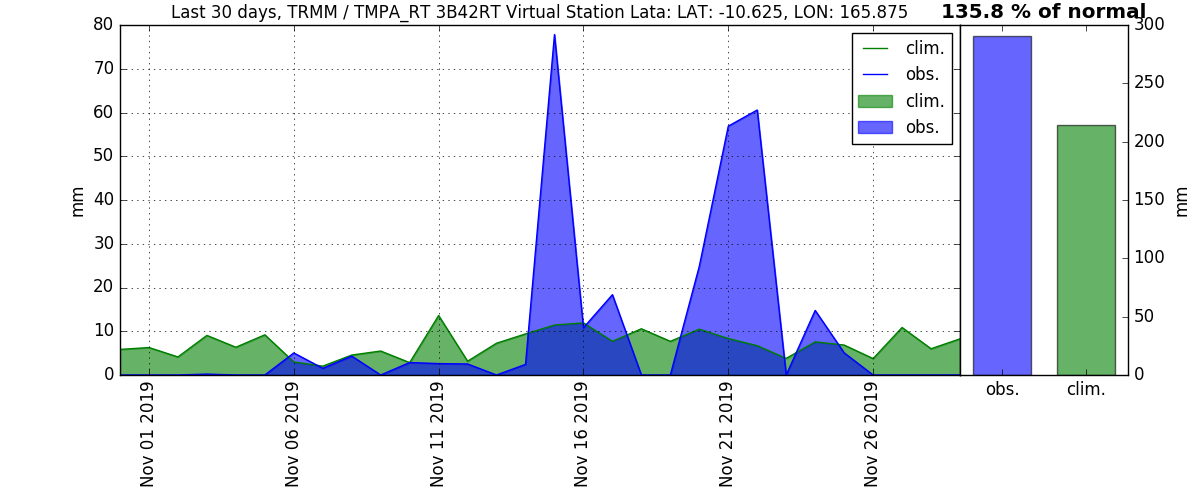 Last 30 days, TRMM / TMPA_RT 3B42RT Virtual Station Lata: LAT: -10.625, LON: 165.875
135.8 % of normal
80
70
60
50
40
30
20
10
0
mm
clim.
obs.
clim.
obs.
Nov 01 2019
Nov 06 2019
Nov 11 2019
Nov 16 2019
Nov 21 2019
Nov 26 2019
300
250
200
150
100
50
0
mm
obs.
clim.